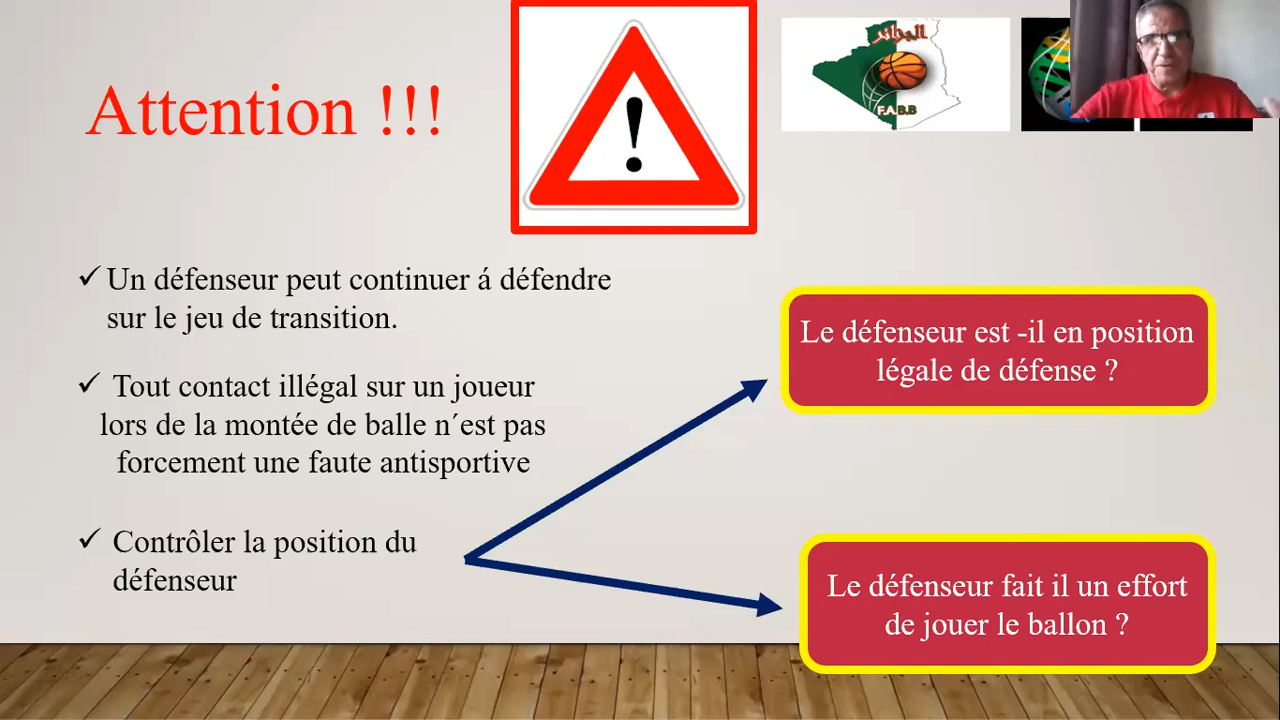 Attention !!!
!
الجزائر
F.A.B.B
Un défenseur peut continuer á défendre
sur le jeu de transition.
Tout contact illégal sur un joueur
lors de la montée de balle n´est pas
forcement une faute antisportive
Contrôler la position du
défenseur
Le défenseur est -il en position
légale de défense ?
Le défenseur fait il un effort
de jouer le ballon ?